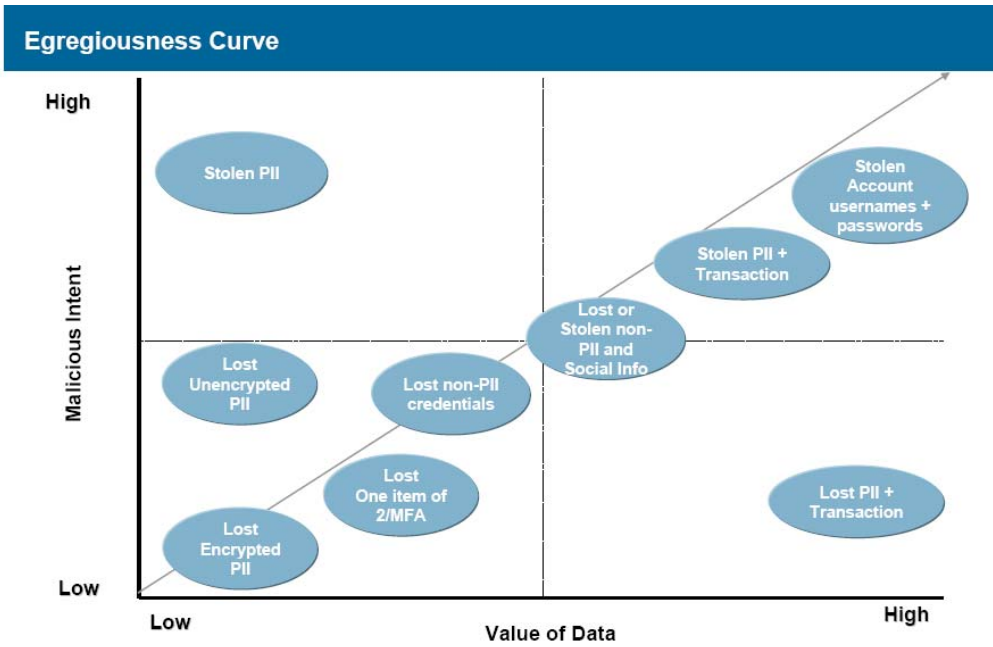 Egregiousness Curve
High
Stolen PII
Stolen
Account
usernames +
passwords
Stolen PII +
Transaction
Lost or
Stolen non-
PII and
Social Info
Malicious Intent
Lost
Unencrypted
PII
Lost non-PII
credentials
Lost
One item of
2/MFA
Lost PII +
Transaction
Lost
Encrypted
PII
Low
Low
Value of Data
High